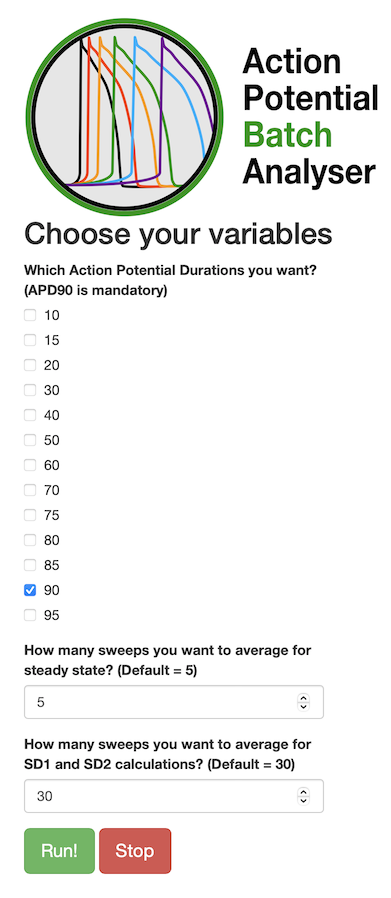 Action
Potential
Batch
Analyser
Choose your variables
Which Action Potential Durations you want?
(APD90 is mandatory)
10
15
20
30
40
50
60
70
75
80
85
90
95
How many sweeps you want to average for
steady state? (Default = 5)
5
How many sweeps you want to average for
SD1 and SD2 calculations? (Default = 30)
30
Run! Stop